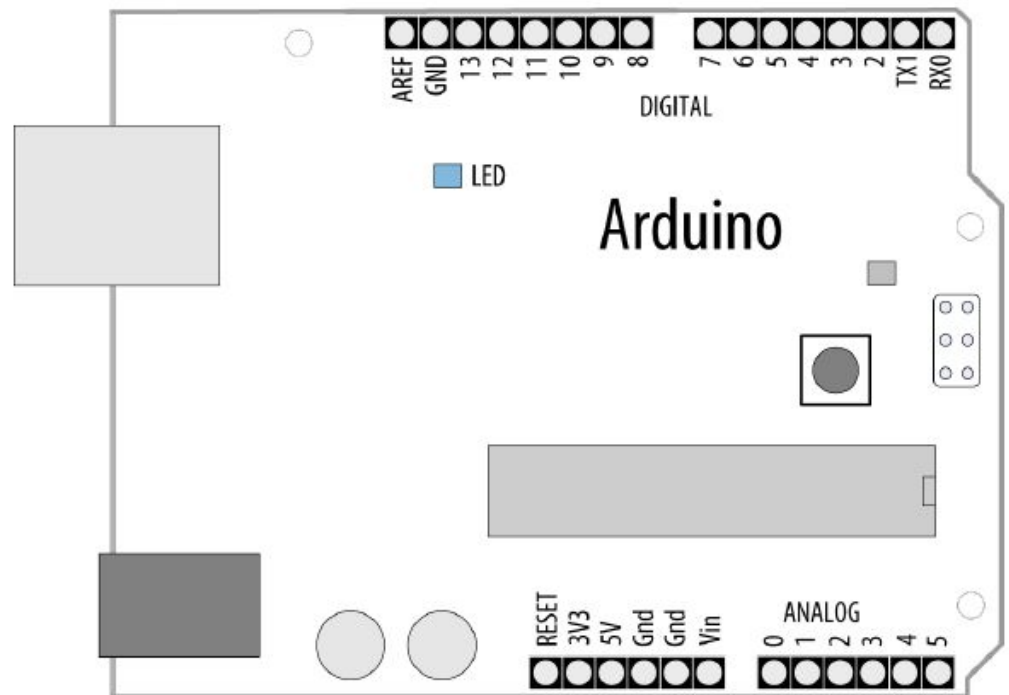 AREF GND 13 12 11 10 9 8 7 6 5 4 3 2 TX1 RX0
DIGITAL
LED
Arduino
RESET 3V3 5V Gnd Gnd Vin
ANALOG
0 1 2 3 4 5